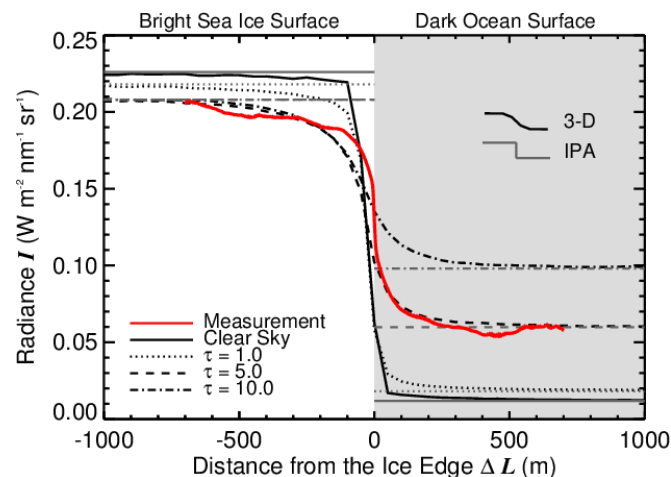 Bright Sea Ice Surface Dark Ocean Surface
0.25
0.20
0.15
0.10
0.05
0.00
Radiance I (W m⁻² nm⁻¹ sr⁻¹)
3-D
IPA
Measurement
Clear Sky
τ = 1.0
τ = 5.0
τ = 10.0
-1000 -500 0 500 1000
Distance from the Ice Edge Δ L (m)